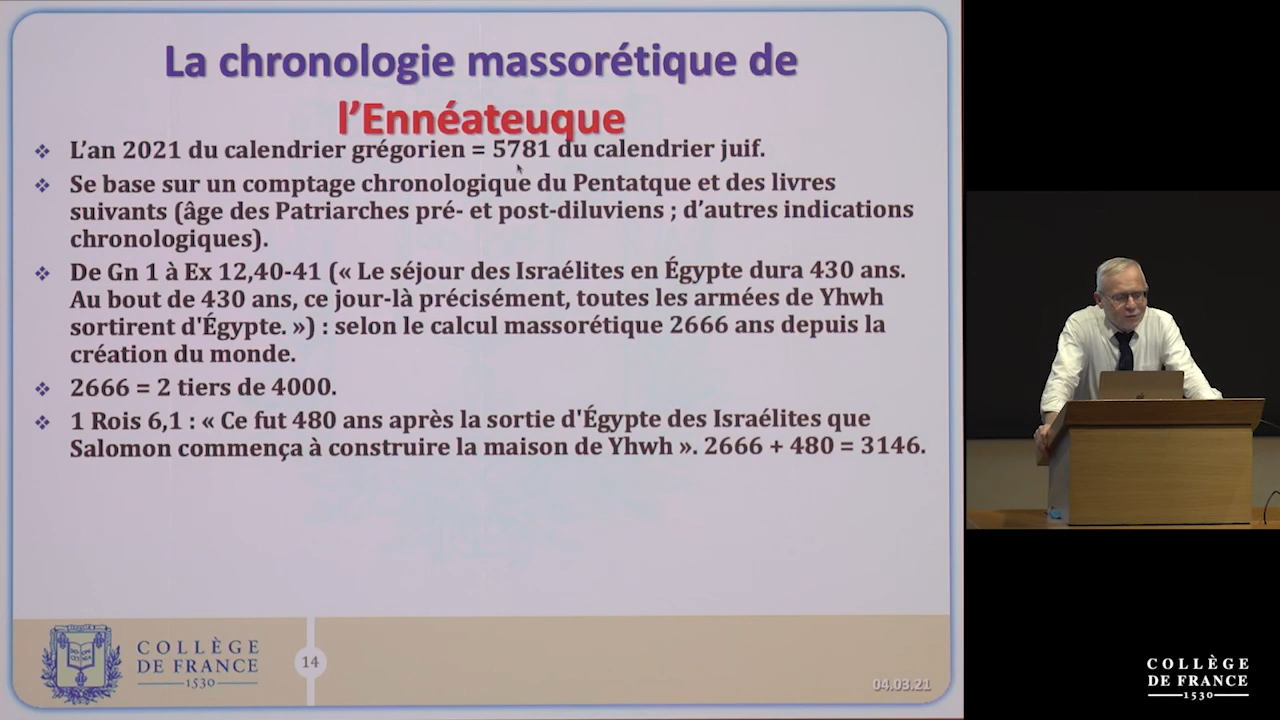 La chronologie massorétique de
l'Ennéateuque
❖ L'an 2021 du calendrier grégorien = 5781 du calendrier juif.
❖ Se base sur un comptage chronologique du Pentatque et des livres
suivants (âge des Patriarches pré- et post-diluviens ; d'autres indications
chronologiques).
❖ De Gn 1 à Ex 12,40-41 (« Le séjour des Israélites en Égypte dura 430 ans.
Au bout de 430 ans, ce jour-là précisément, toutes les armées de Yhwh
sortirent d'Égypte. ») : selon le calcul massorétique 2666 ans depuis la
création du monde.
❖ 2666 = 2 tiers de 4000.
❖ 1 Rois 6,1 : « Ce fut 480 ans après la sortie d'Égypte des Israélites que
Salomon commença à construire la maison de Yhwh ». 2666 + 480 = 3146.
COLLÈGE
DE FRANCE
1530
14
04.03.21
COLLÈGE
DE FRANCE
1530